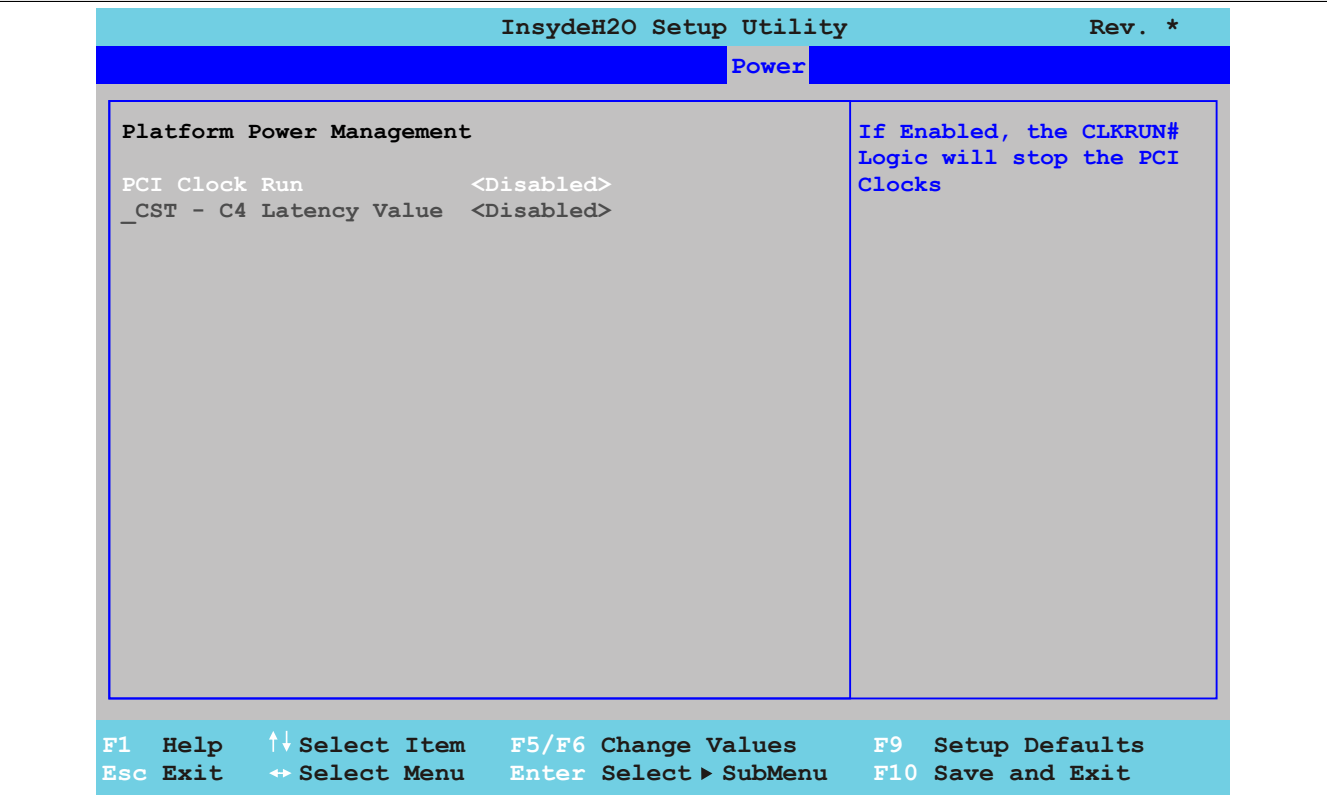 InsydeH2O Setup Utility Rev. *
Power
Platform Power Management
PCI Clock Run <Disabled>
_CST - C4 Latency Value <Disabled>
If Enabled, the CLKRUN#
Logic will stop the PCI
Clocks
F1 Help ↑↓ Select Item F5/F6 Change Values F9 Setup Defaults
Esc Exit ↔ Select Menu Enter Select ▶ SubMenu F10 Save and Exit